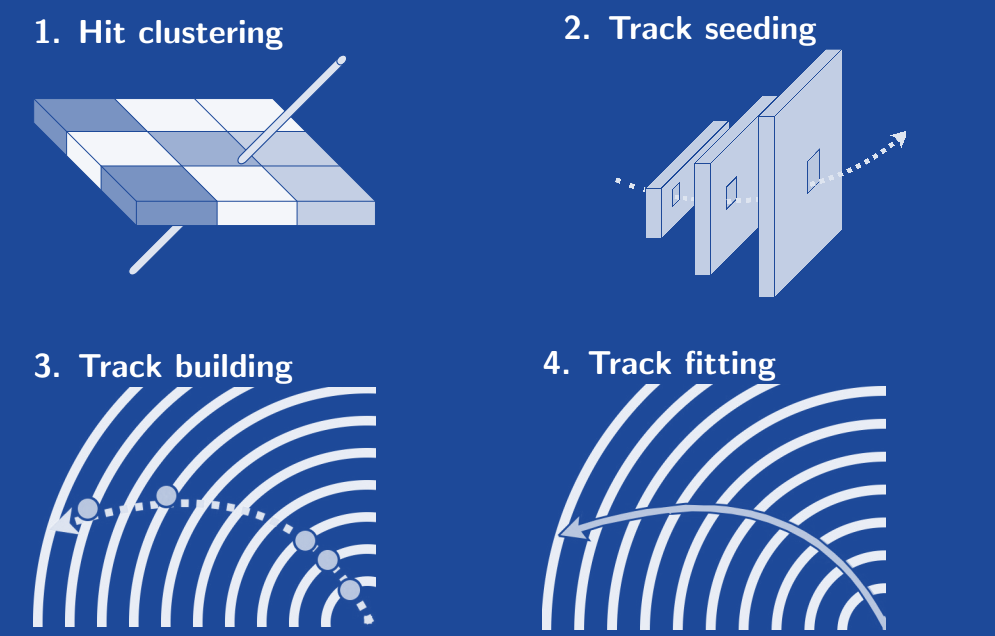 1. Hit clustering
2. Track seeding
3. Track building
4. Track fitting